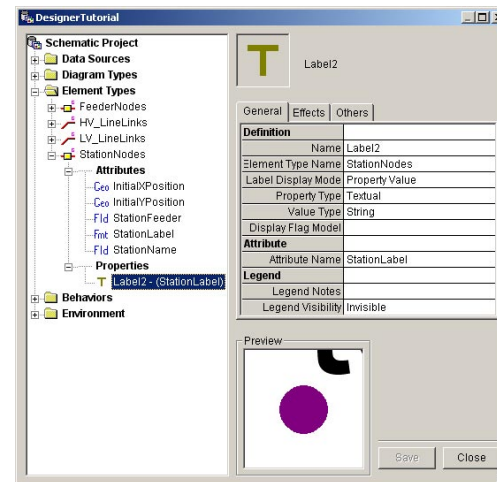 DesignerTutorial
Schematic Project
Data Sources
Diagram Types
Element Types
FeederNodes
HV_LineLinks
LV_LineLinks
StationNodes
Attributes
Geo InitialXPosition
Geo InitialYPosition
Fld StationFeeder
Fmt StationLabel
Fld StationName
Properties
T Label2 - (StationLabel)
Behaviors
Environment
T Label2
General Effects Others
Definition
Name Label2
Element Type Name StationNodes
Label Display Mode Property Value
Property Type Textual
Value Type String
Display Flag Model
Attribute
Attribute Name StationLabel
Legend
Legend Notes
Legend Visibility Invisible
Preview
Save Close